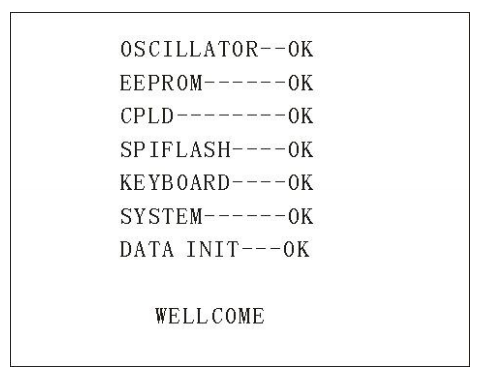 OSCILLATOR--OK
EEPROM------OK
CPLD--------OK
SPIFLASH----OK
KEYBOARD----OK
SYSTEM------OK
DATA INIT---OK
WELLCOME